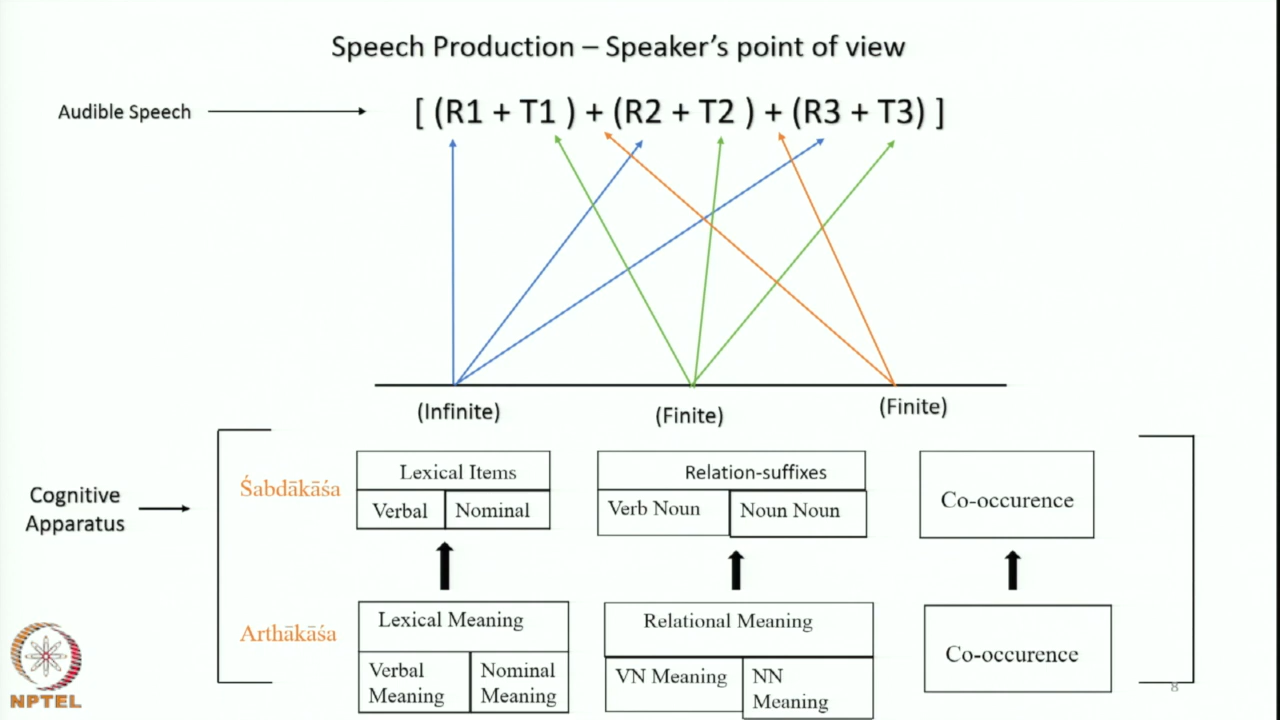 Speech Production – Speaker's point of view
Audible Speech
[ (R1 + T1 ) + (R2 + T2 ) + (R3 + T3) ]
(Infinite)
(Finite)
(Finite)
Cognitive
Apparatus
Śabdākāśa
Lexical Items
Verbal
Nominal
Relation-suffixes
Verb Noun
Noun Noun
Co-occurence
Arthākāśa
Lexical Meaning
Verbal
Meaning
Nominal
Meaning
Relational Meaning
VN Meaning
NN
Meaning
Co-occurence
NPTEL
8